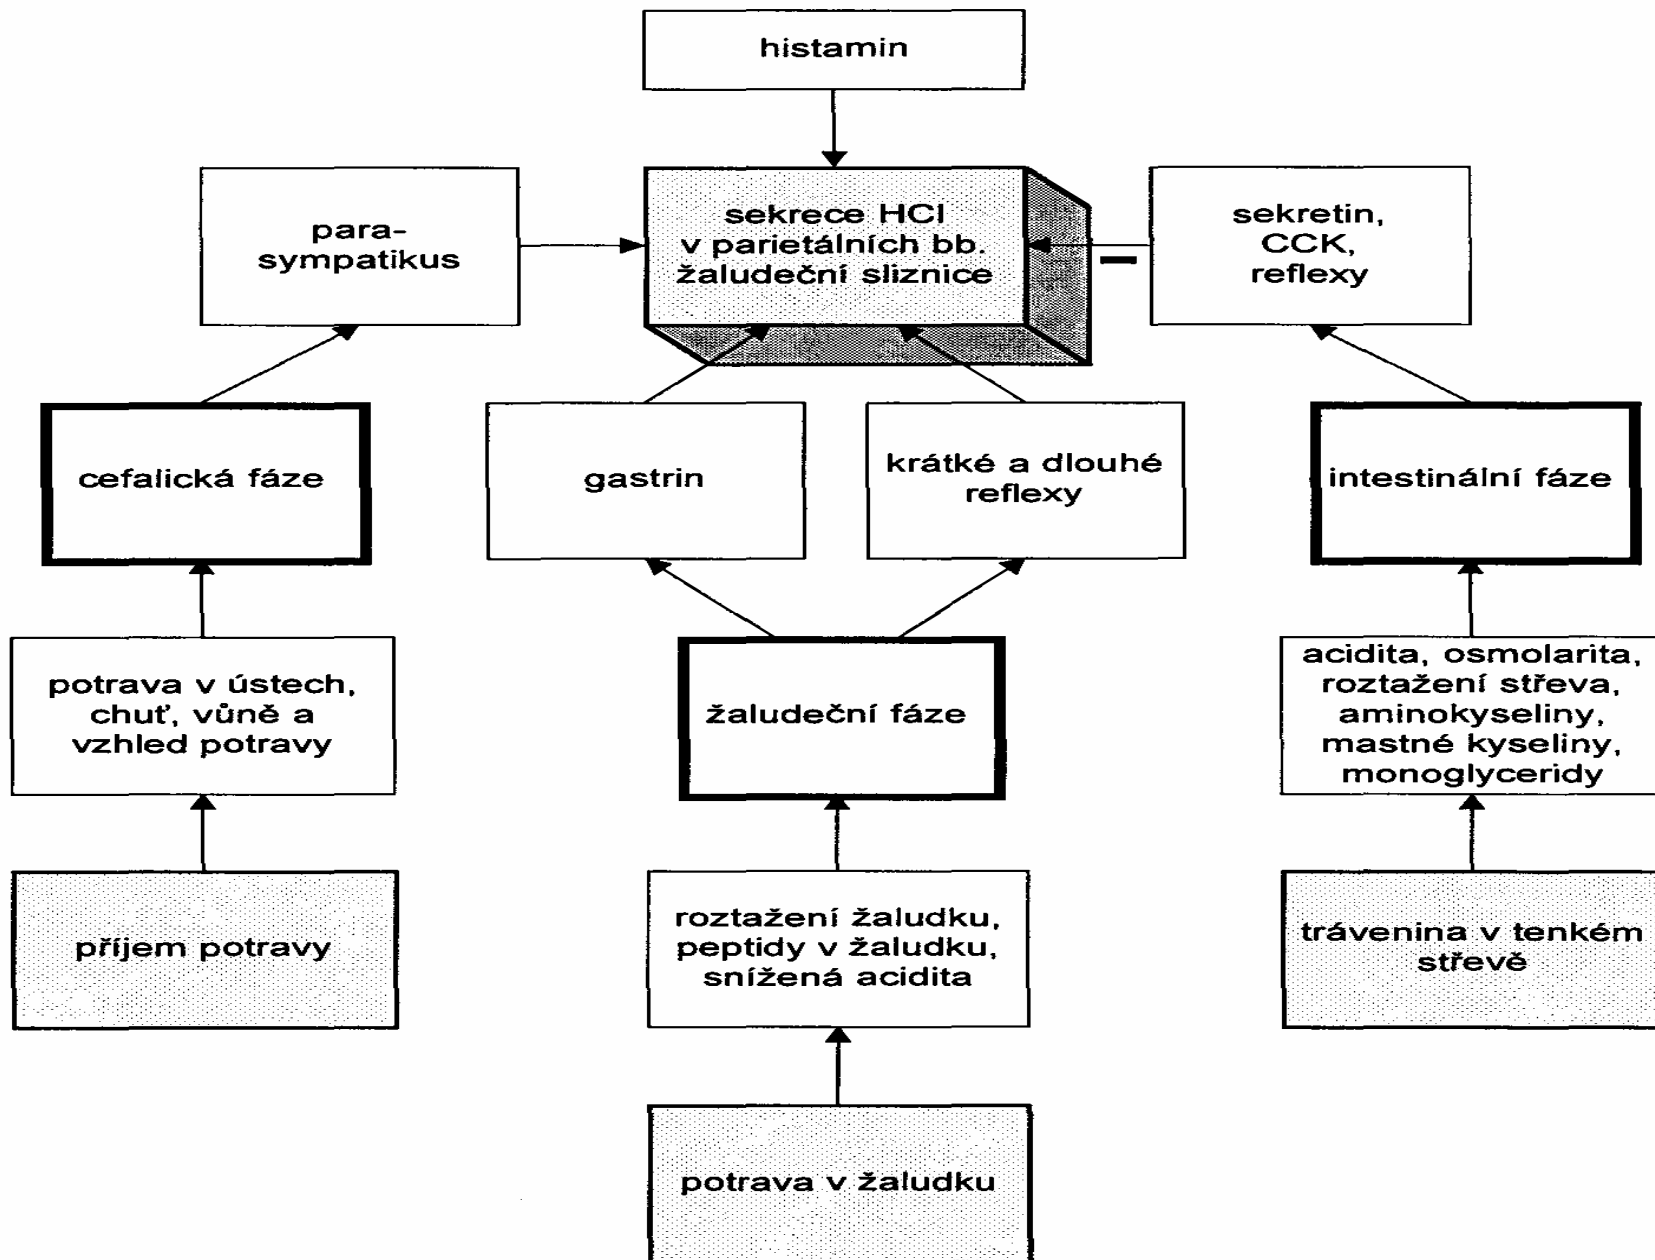 histamin
para-
sympatikus
sekrece HCl
v parietálních bb.
žaludeční sliznice
–
sekretin,
CCK,
reflexy
cefalická fáze
gastrin
krátké a dlouhé
reflexy
intestinální fáze
potrava v ústech,
chuť, vůně a
vzhled potravy
žaludeční fáze
acidita, osmolarita,
roztažení střeva,
aminokyseliny,
mastné kyseliny,
monoglyceridy
příjem potravy
roztažení žaludku,
peptidy v žaludku,
snížená acidita
trávenina v tenkém
střevě
potrava v žaludku